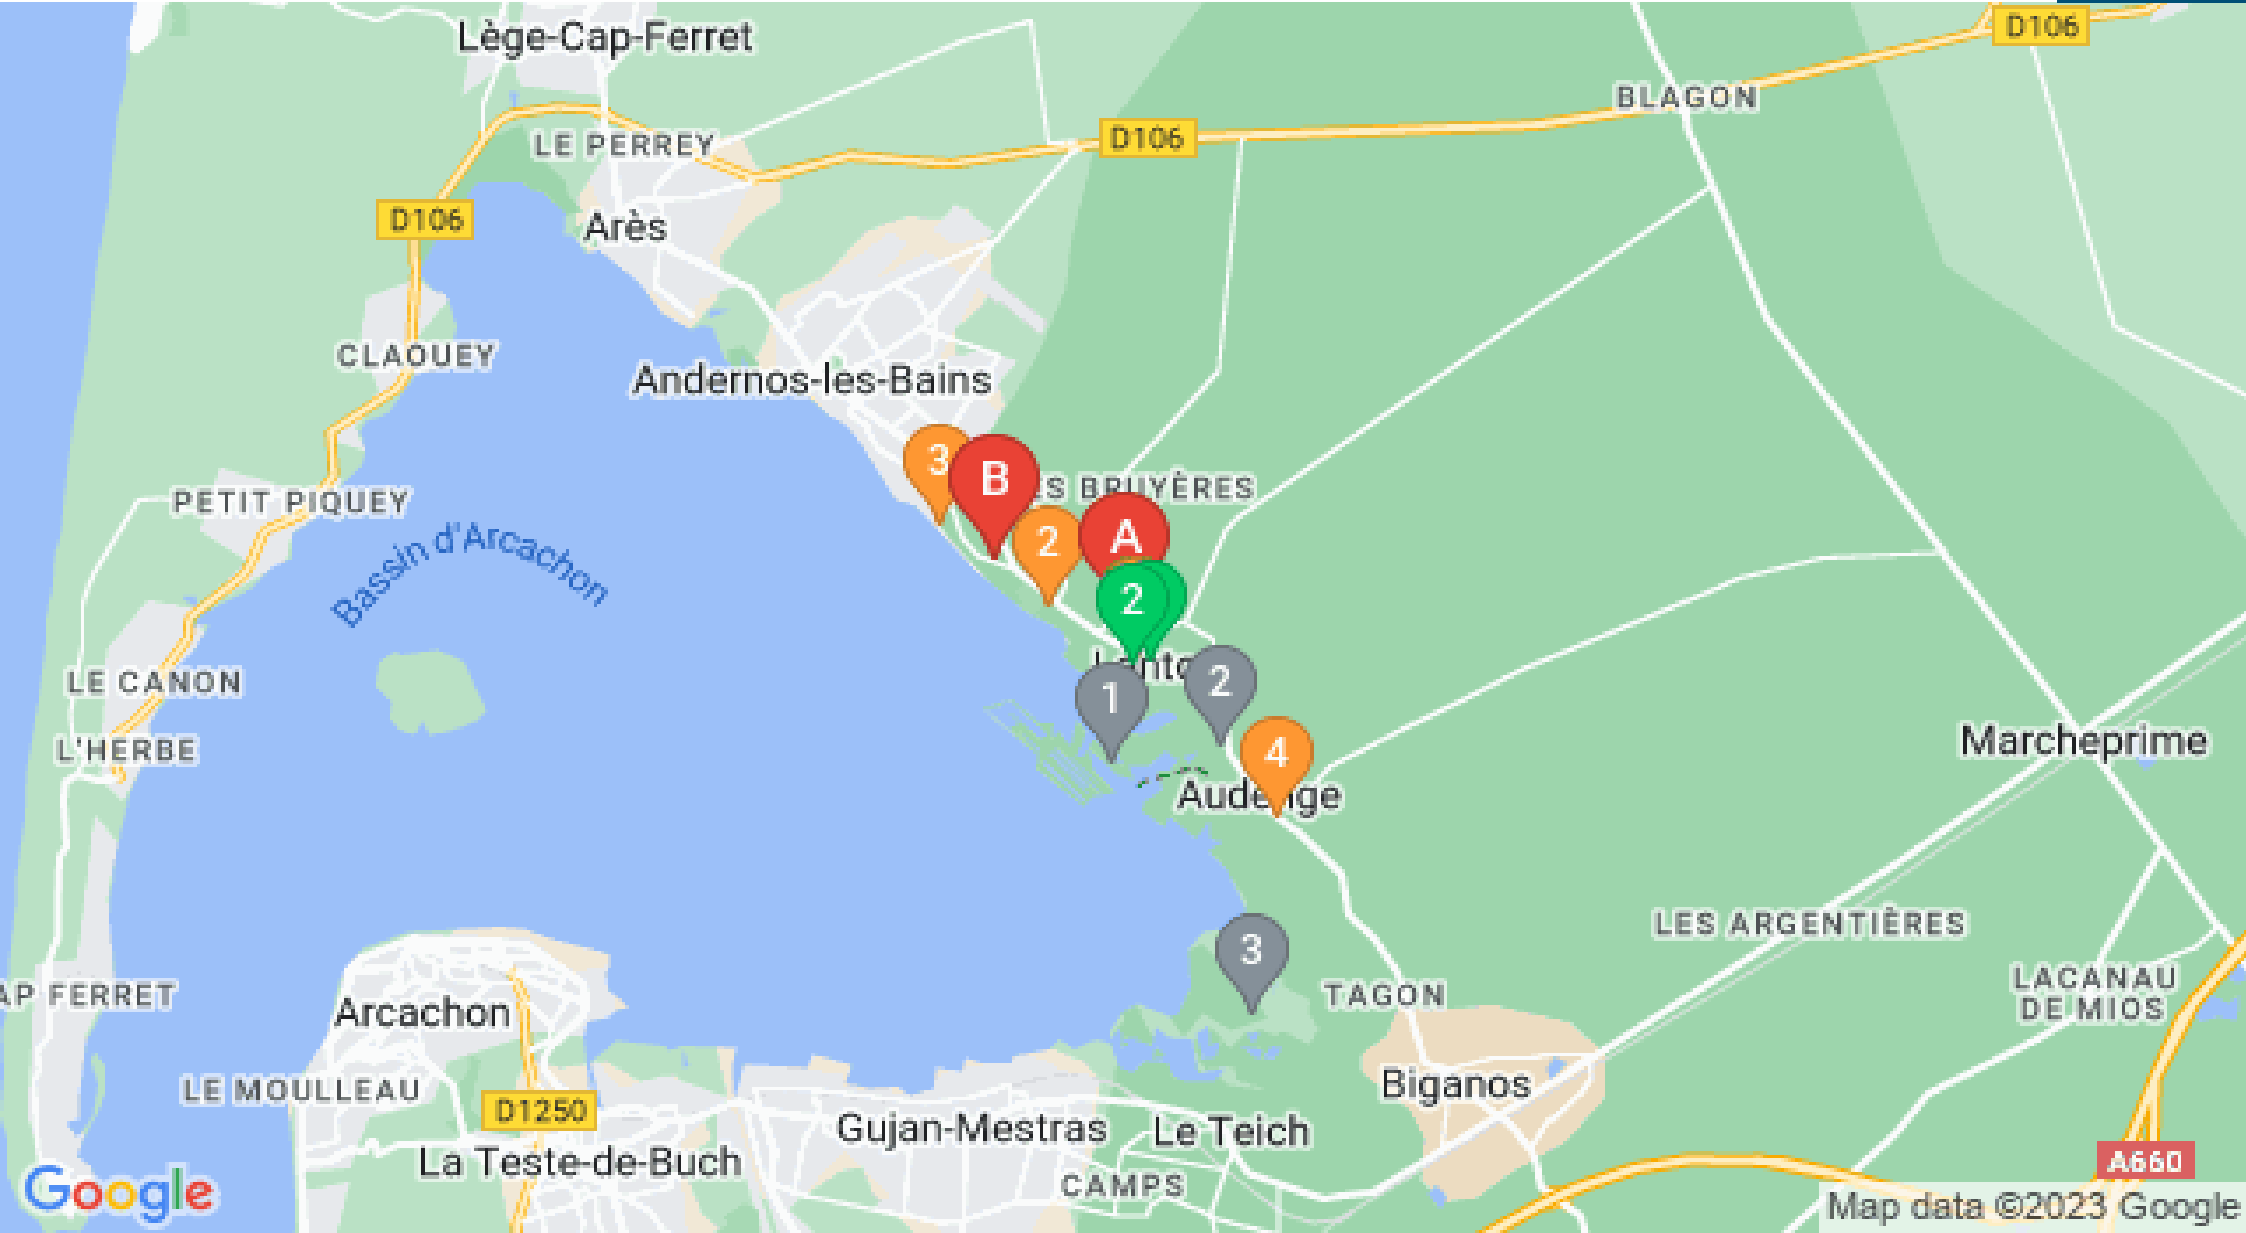 Lège-Cap-Ferret
D106
BLAGON
LE PERREY
D106
D106
Arès
CLAOUEY
Andernos-les-Bains
3
B
ES BRUYÈRES
PETIT PIQUEY
2
A
Bassin d'Arcachon
2
LE CANON
1
2
L'HERBE
4
Marcheprime
Audenge
LES ARGENTIÈRES
3
AP FERRET
TAGON
LACANAU
DE MIOS
Arcachon
LE MOULLEAU
Biganos
D1250
Gujan-Mestras
Le Teich
La Teste-de-Buch
A660
CAMPS
Google
Map data ©2023 Google